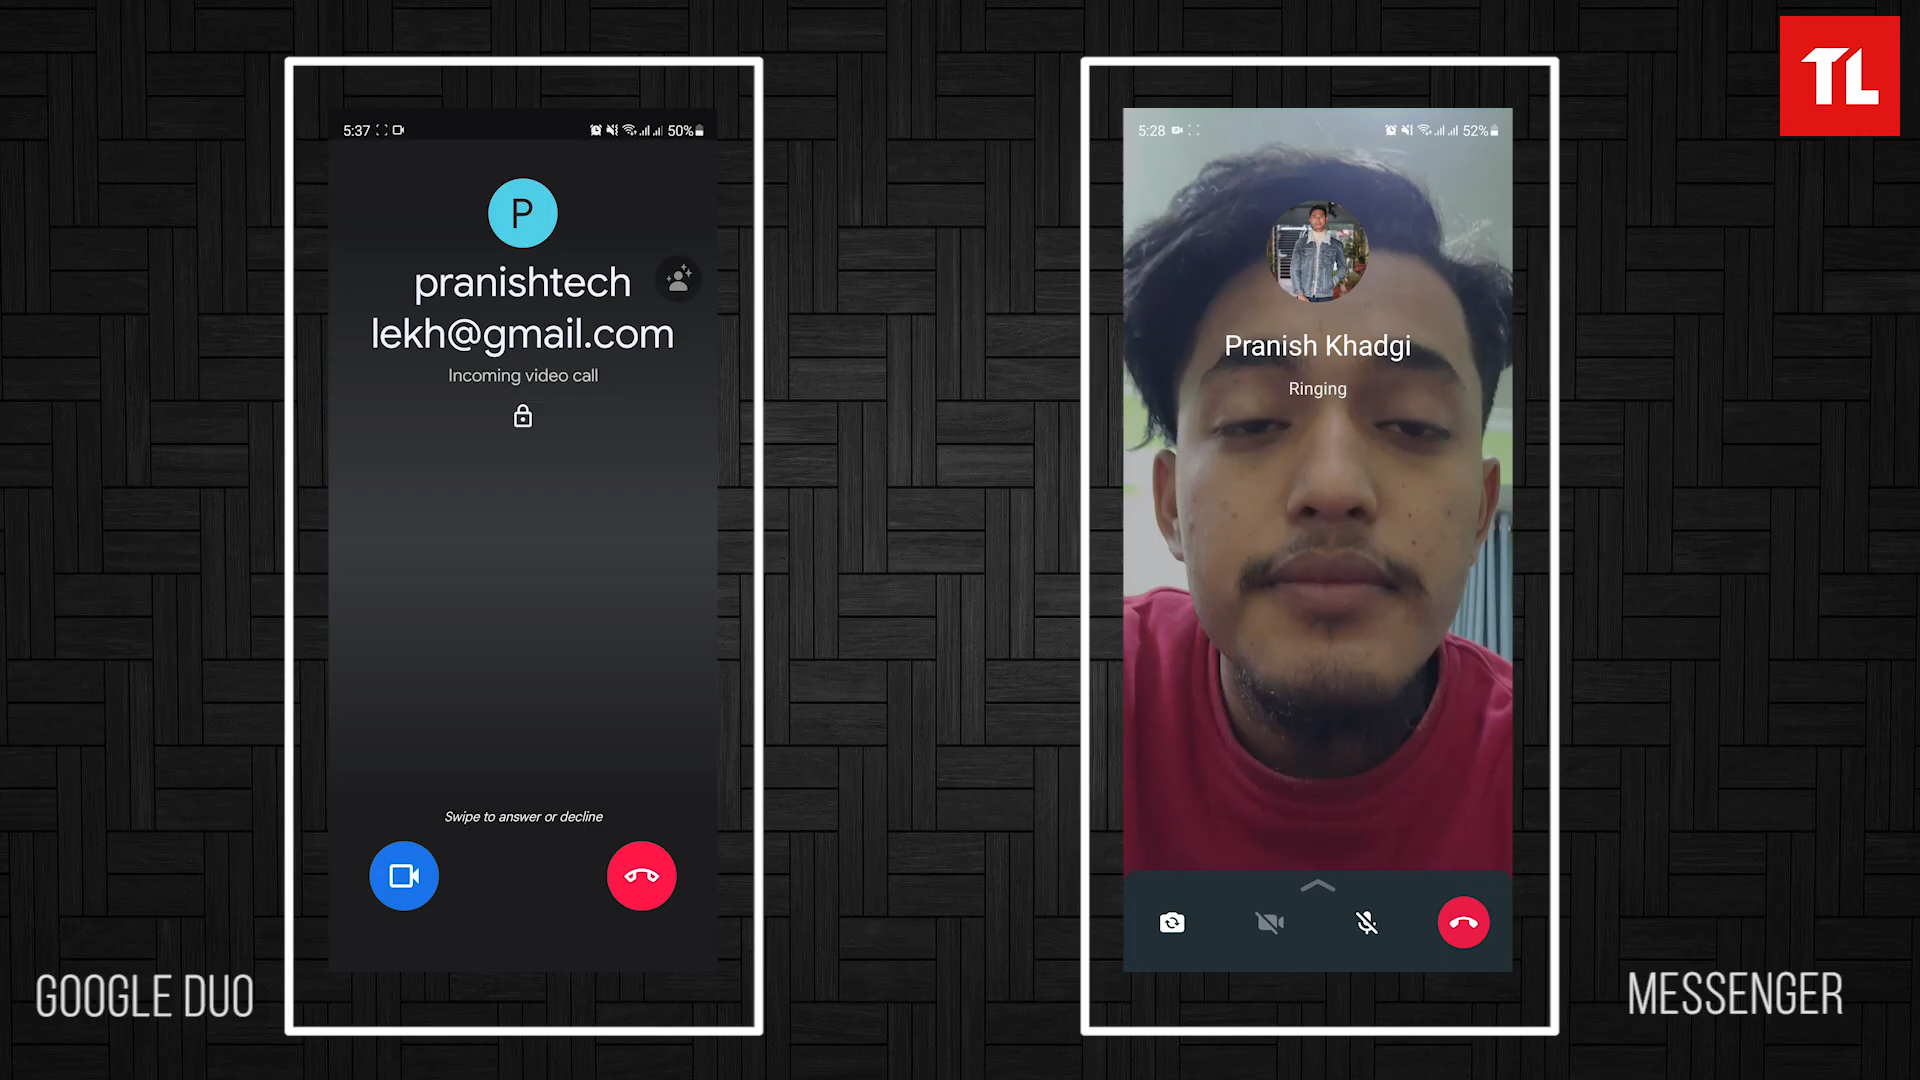 TL
5:37
50%
P
pranishtech
lekh@gmail.com
Incoming video call
Swipe to answer or decline
GOOGLE DUO
5:28
52%
Pranish Khadgi
Ringing
MESSENGER